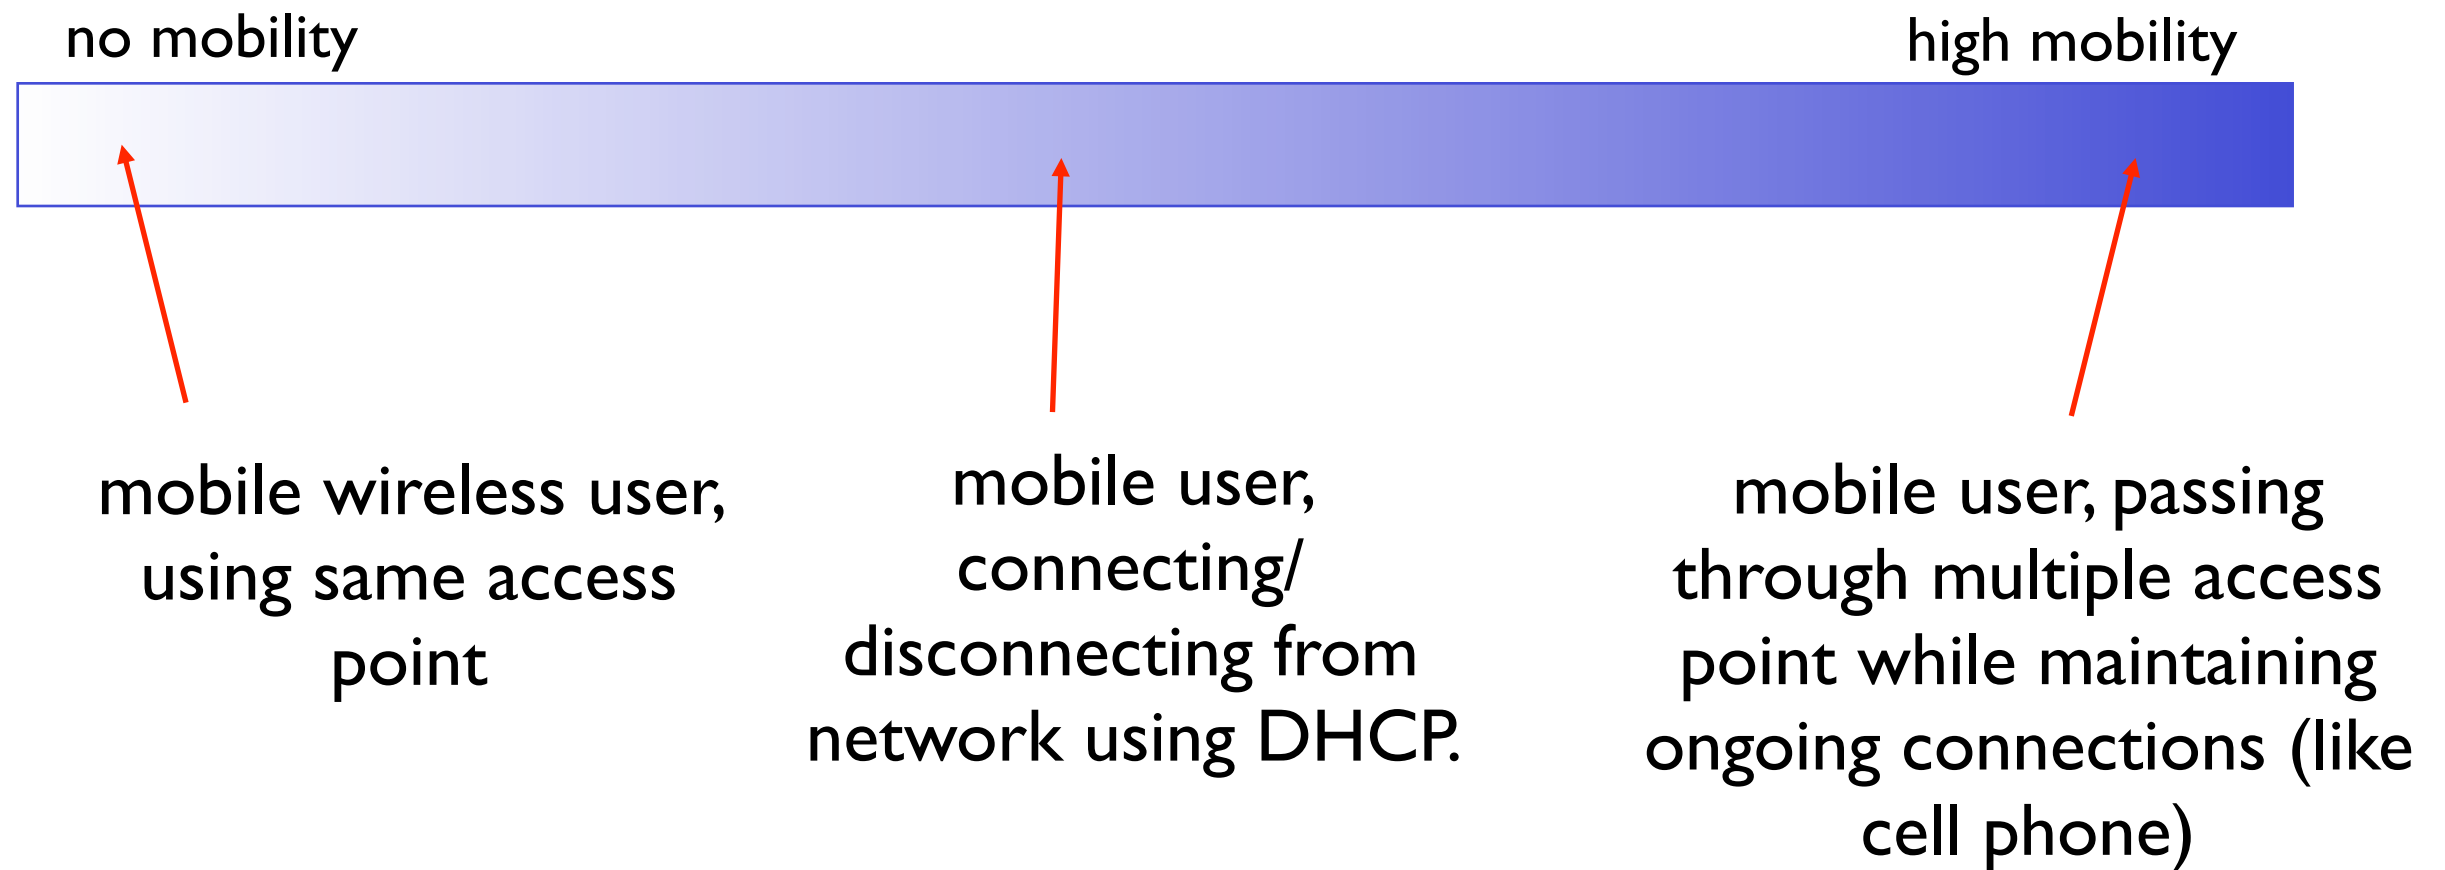 no mobility
high mobility
mobile wireless user,
using same access
point
mobile user,
connecting/
disconnecting from
network using DHCP.
mobile user, passing
through multiple access
point while maintaining
ongoing connections (like
cell phone)